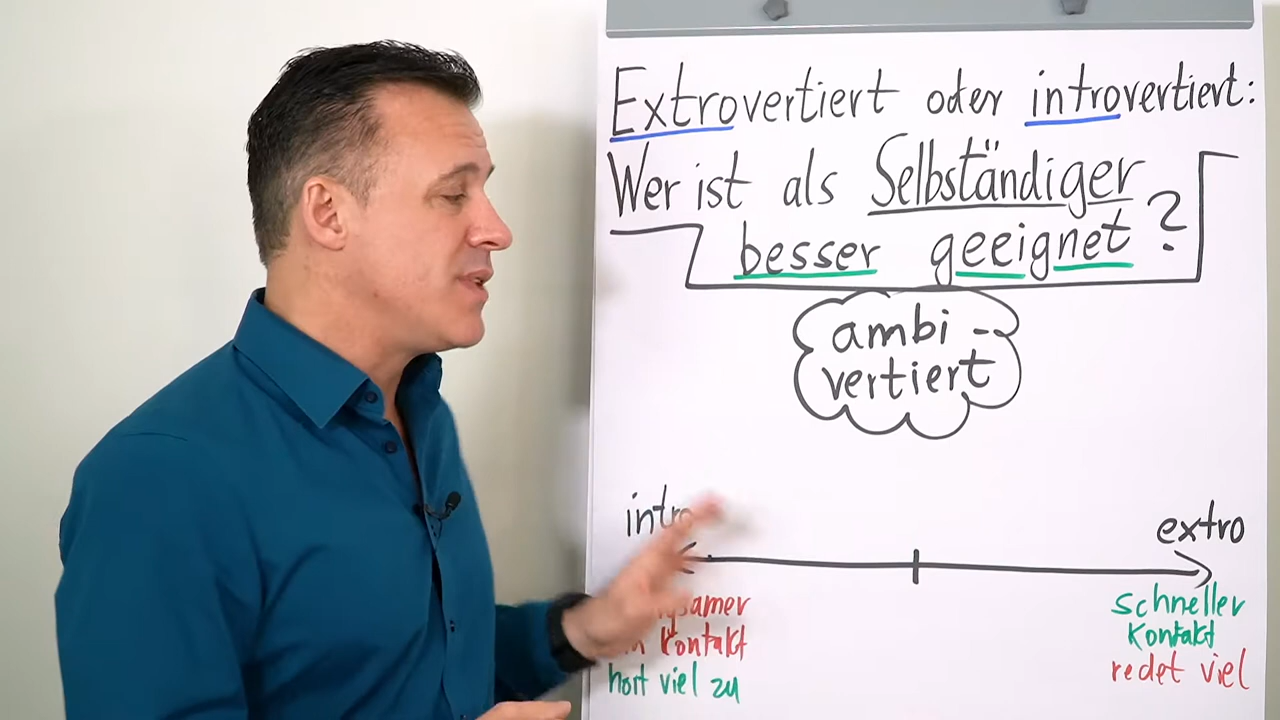 Extrovertiert oder introvertiert:
Wer ist als Selbständiger
besser geeignet?
ambi-
vertiert
extro
Kontakt
hört viel zu
schneller
Kontakt
redet viel